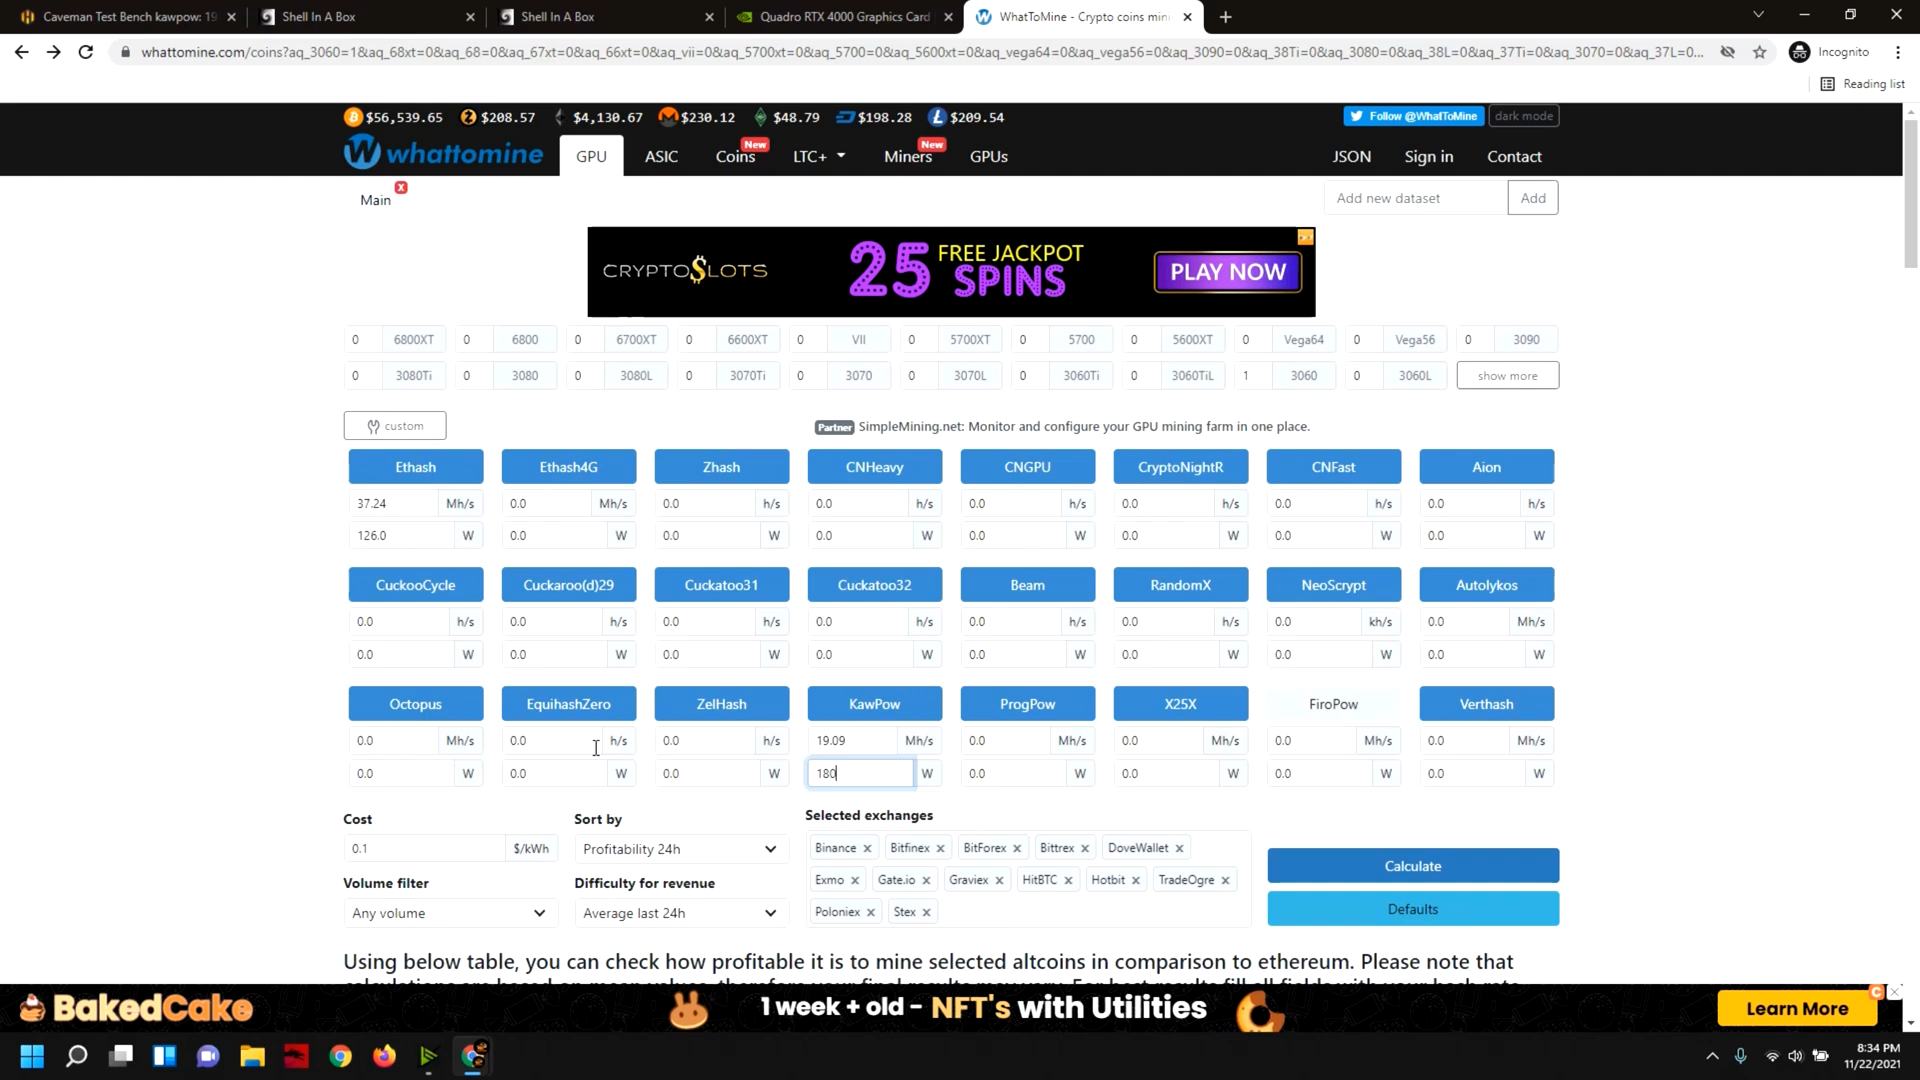 Caveman Test Bench kawpow: 19
Shell In A Box
Shell In A Box
Quadro RTX 4000 Graphics Card
WhatToMine - Crypto coins min
whattomine.com/coins?aq_3060=1&aq_68xt=0&aq_68=0&aq_67xt=0&aq_66xt=0&aq_vii=0&aq_5700xt=0&aq_5700=0&aq_5600xt=0&aq_vega64=0&aq_vega56=0&aq_3090=0&aq_38Ti=0&aq_3080=0&aq_38L=0&aq_37Ti=0&aq_3070=0&aq_37L=0...
Incognito
Reading list
$56,539.65 $208.57 $4,130.67 $230.12 $48.79 $198.28 $209.54
Follow @WhatToMine
dark mode
whattomine
GPU
ASIC
Coins New
LTC+
Miners New
GPUs
JSON
Sign in
Contact
Main x
Add new dataset
Add
CRYPTOSLOTS
25 FREE JACKPOT SPINS
PLAY NOW
0 6800XT 0 6800 0 6700XT 0 6600XT 0 VII 0 5700XT 0 5700 0 5600XT 0 Vega64 0 Vega56 0 3090
0 3080Ti 0 3080 0 3080L 0 3070Ti 0 3070 0 3070L 0 3060Ti 0 3060TiL 1 3060 0 3060L show more
custom
Partner SimpleMining.net: Monitor and configure your GPU mining farm in one place.
Ethash Ethash4G Zhash CNHeavy CNGPU CryptoNightR CNFast Aion
37.24 Mh/s 0.0 Mh/s 0.0 h/s 0.0 h/s 0.0 h/s 0.0 h/s 0.0 h/s 0.0 h/s
126.0 W 0.0 W 0.0 W 0.0 W 0.0 W 0.0 W 0.0 W 0.0 W
CuckooCycle Cuckaroo(d)29 Cuckatoo31 Cuckatoo32 Beam RandomX NeoScrypt Autolykos
0.0 h/s 0.0 h/s 0.0 h/s 0.0 h/s 0.0 h/s 0.0 h/s 0.0 kh/s 0.0 Mh/s
0.0 W 0.0 W 0.0 W 0.0 W 0.0 W 0.0 W 0.0 W 0.0 W
Octopus EquihashZero ZelHash KawPow ProgPow X25X FiroPow Verthash
0.0 Mh/s 0.0 h/s 0.0 h/s 19.09 Mh/s 0.0 Mh/s 0.0 Mh/s 0.0 Mh/s 0.0 Mh/s
0.0 W 0.0 W 0.0 W 180 W 0.0 W 0.0 W 0.0 W 0.0 W
Cost
0.1 $/kWh
Sort by
Profitability 24h
Volume filter
Any volume
Difficulty for revenue
Average last 24h
Selected exchanges
Binance × Bitfinex × BitForex × Bittrex × DoveWallet ×
Exmo × Gate.io × Graviex × HitBTC × Hotbit × TradeOgre ×
Poloniex × Stex ×
Calculate
Defaults
Using below table, you can check how profitable it is to mine selected altcoins in comparison to ethereum. Please note that
BakedCake
1 week + old - NFT's with Utilities
Learn More
8:34 PM
11/22/2021